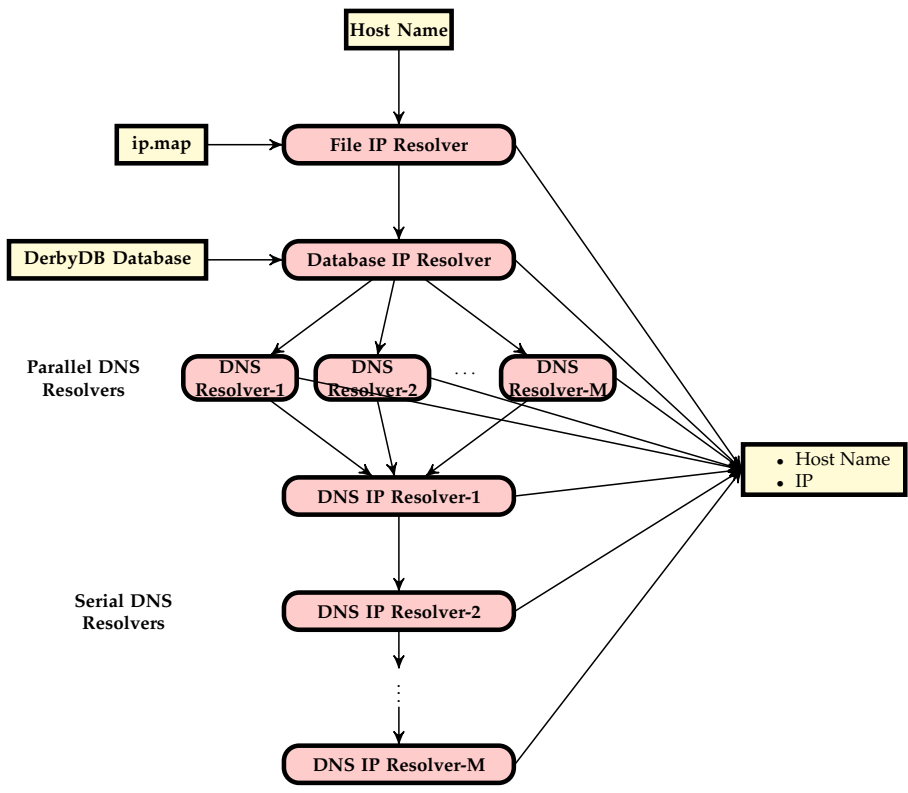 Host Name
ip.map
File IP Resolver
DerbyDB Database
Database IP Resolver
Parallel DNS
Resolvers
DNS
Resolver-1
DNS
Resolver-2
...
DNS
Resolver-M
• Host Name
• IP
DNS IP Resolver-1
Serial DNS
Resolvers
DNS IP Resolver-2
⋮
DNS IP Resolver-M